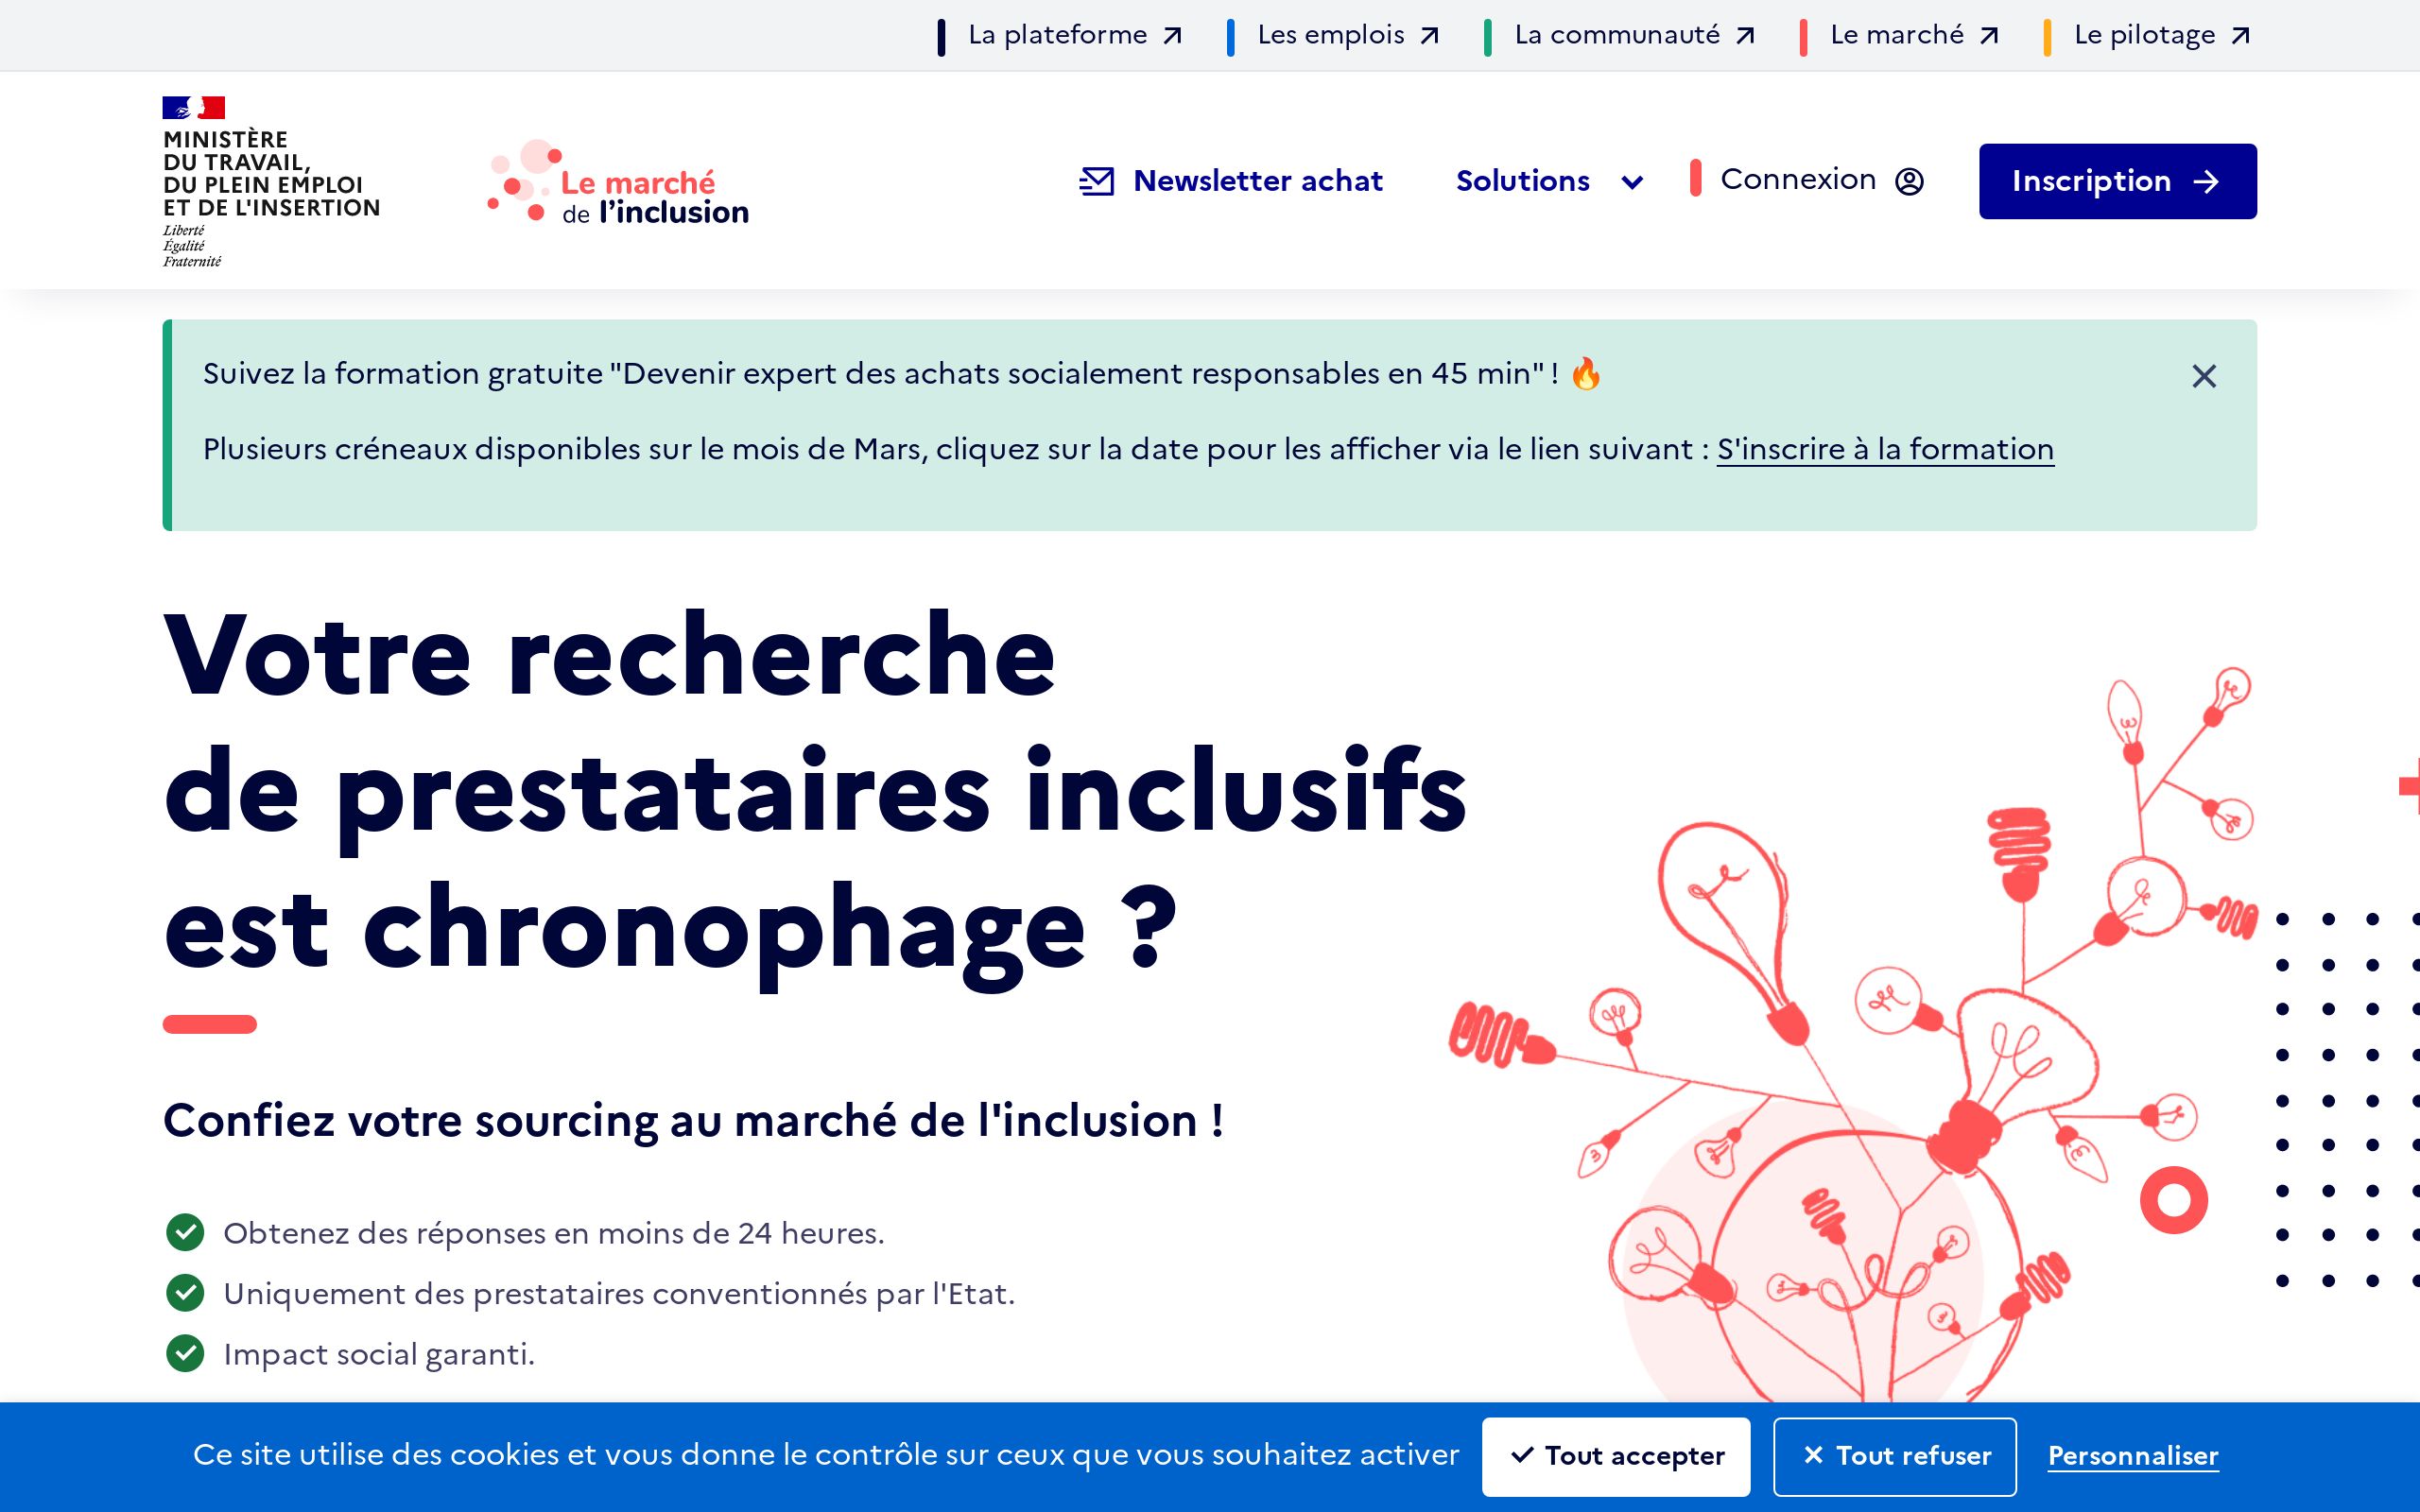 La plateforme
Les emplois
La communauté
Le marché
Le pilotage
MINISTÈRE
DU TRAVAIL,
DU PLEIN EMPLOI
ET DE L'INSERTION
Liberté
Égalité
Fraternité
Le marché
de l'inclusion
Newsletter achat
Solutions
Connexion
Inscription
Suivez la formation gratuite "Devenir expert des achats socialement responsables en 45 min" ! 🔥
Plusieurs créneaux disponibles sur le mois de Mars, cliquez sur la date pour les afficher via le lien suivant : S'inscrire à la formation
Votre recherche
de prestataires inclusifs
est chronophage ?
Confiez votre sourcing au marché de l'inclusion !
Obtenez des réponses en moins de 24 heures.
Uniquement des prestataires conventionnés par l'Etat.
Impact social garanti.
Ce site utilise des cookies et vous donne le contrôle sur ceux que vous souhaitez activer
Tout accepter
Tout refuser
Personnaliser